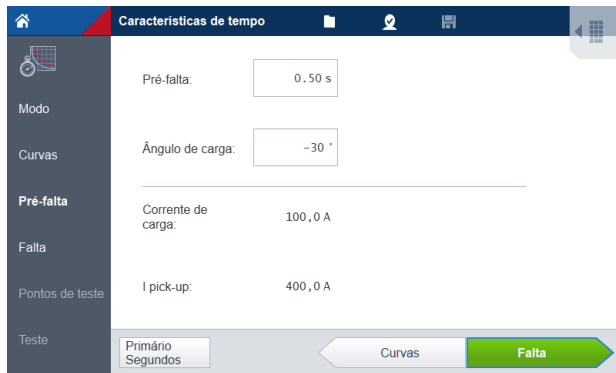 Características de tempo
Modo
Curvas
Pré-falta
Falta
Pontos de teste
Teste
Pré-falta:
0.50 s
Ângulo de carga:
-30 °
Corrente de
carga:
100,0 A
I pick-up:
400,0 A
Primário
Segundos
Curvas
Falta